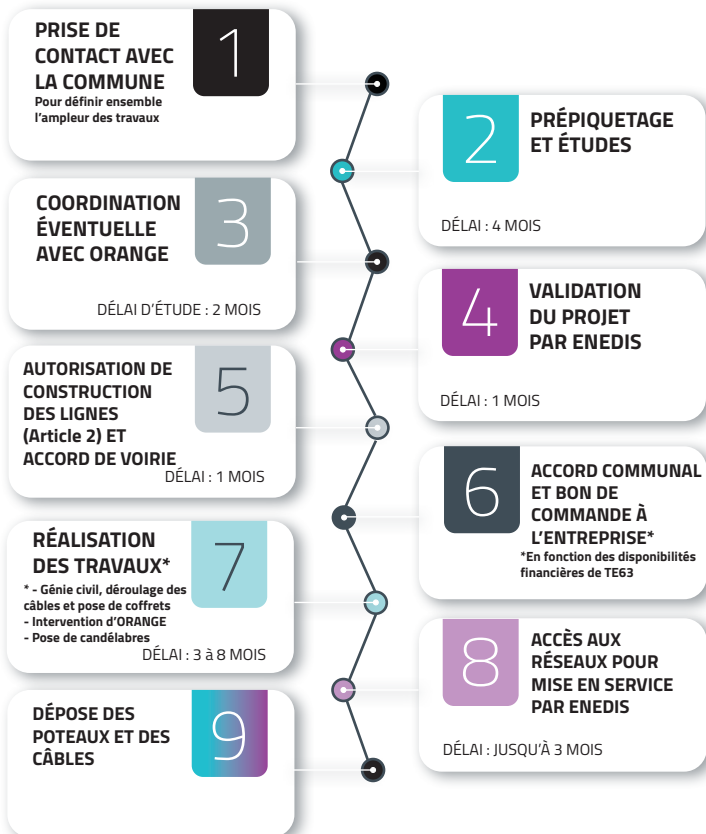 PRISE DE
CONTACT AVEC
LA COMMUNE
Pour définir ensemble
l'ampleur des travaux
1
2
PRÉPIQUETAGE
ET ÉTUDES
DÉLAI : 4 MOIS
COORDINATION
ÉVENTUELLE
AVEC ORANGE
3
DÉLAI D'ÉTUDE : 2 MOIS
4
VALIDATION
DU PROJET
PAR ENEDIS
DÉLAI : 1 MOIS
AUTORISATION DE
CONSTRUCTION
DES LIGNES
(Article 2) ET
ACCORD DE VOIRIE
5
DÉLAI : 1 MOIS
6
ACCORD COMMUNAL
ET BON DE
COMMANDE À
L'ENTREPRISE*
*En fonction des disponibilités
financières de TE63
RÉALISATION
DES TRAVAUX*
7
* - Génie civil, déroulage des
câbles et pose de coffrets
- Intervention d'ORANGE
- Pose de candélabres
DÉLAI : 3 à 8 MOIS
8
ACCÈS AUX
RÉSEAUX POUR
MISE EN SERVICE
PAR ENEDIS
DÉLAI : JUSQU'À 3 MOIS
DÉPOSE DES
POTEAUX ET DES
CÂBLES
9